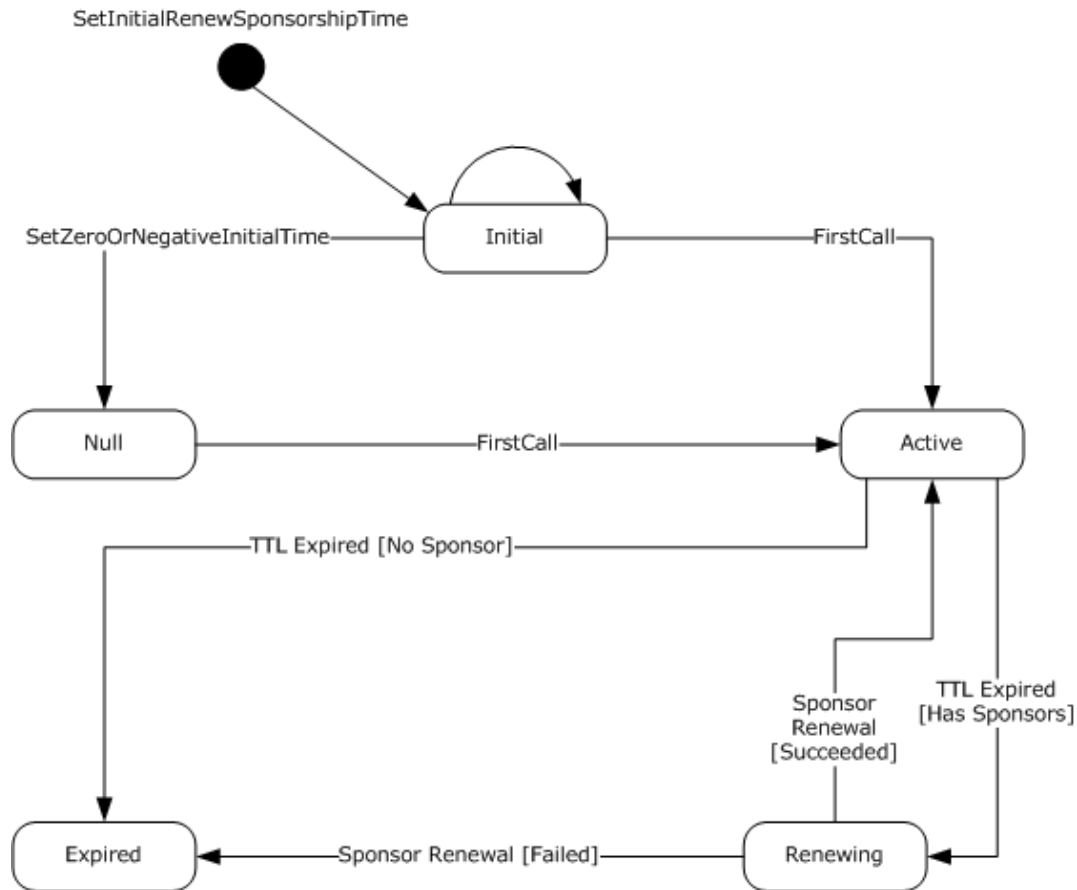 SetInitialRenewSponsorshipTime
Initial
SetZeroOrNegativeInitialTime
FirstCall
Null
FirstCall
Active
TTL Expired [No Sponsor]
Sponsor
Renewal
[Succeeded]
TTL Expired
[Has Sponsors]
Expired
Sponsor Renewal [Failed]
Renewing